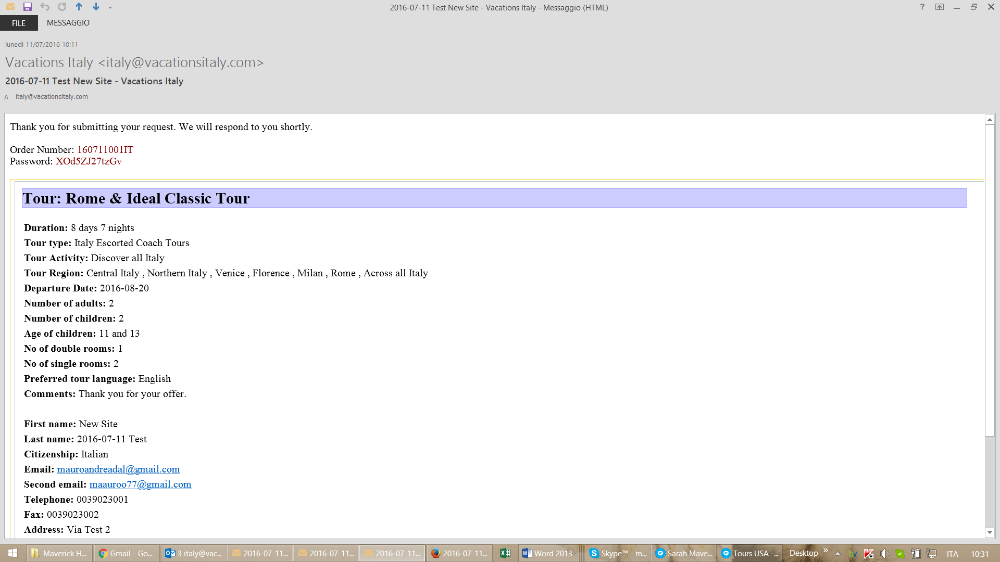 2016-07-11 Test New Site - Vacations Italy - Messaggio (HTML)
FILE MESSAGGIO
lunedì 11/07/2016 10:11
Vacations Italy <italy@vacationsitaly.com>
2016-07-11 Test New Site - Vacations Italy
A italy@vacationsitaly.com
Thank you for submitting your request. We will respond to you shortly.
Order Number: 160711001IT
Password: XOd5ZJ27tzGv
Tour: Rome & Ideal Classic Tour
Duration: 8 days 7 nights
Tour type: Italy Escorted Coach Tours
Tour Activity: Discover all Italy
Tour Region: Central Italy , Northern Italy , Venice , Florence , Milan , Rome , Across all Italy
Departure Date: 2016-08-20
Number of adults: 2
Number of children: 2
Age of children: 11 and 13
No of double rooms: 1
No of single rooms: 2
Preferred tour language: English
Comments: Thank you for your offer.
First name: New Site
Last name: 2016-07-11 Test
Citizenship: Italian
Email: mauroandreadal@gmail.com
Second email: maauroo77@gmail.com
Telephone: 0039023001
Fax: 0039023002
Address: Via Test 2
Maverick H... Gmail - Go... 3 italy@vac... 2016-07-11... 2016-07-11... 2016-07-11... 2016-07-11... Word 2013 Skype™ - m... Sarah Mave... Tours USA -... Desktop » ITA 10:31